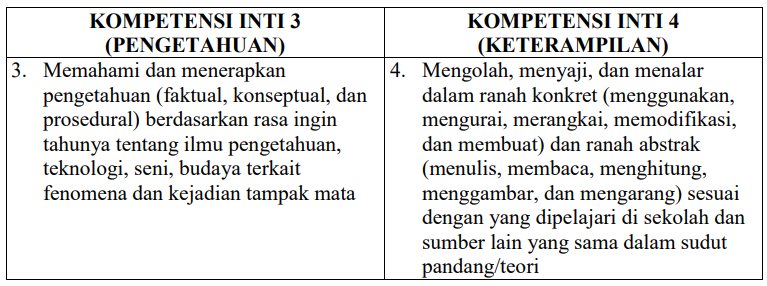 KOMPETENSI INTI 3
(PENGETAHUAN)
KOMPETENSI INTI 4
(KETERAMPILAN)
3. Memahami dan menerapkan
pengetahuan (faktual, konseptual, dan
prosedural) berdasarkan rasa ingin
tahunya tentang ilmu pengetahuan,
teknologi, seni, budaya terkait
fenomena dan kejadian tampak mata
4. Mengolah, menyaji, dan menalar
dalam ranah konkret (menggunakan,
mengurai, merangkai, memodifikasi,
dan membuat) dan ranah abstrak
(menulis, membaca, menghitung,
menggambar, dan mengarang) sesuai
dengan yang dipelajari di sekolah dan
sumber lain yang sama dalam sudut
pandang/teori